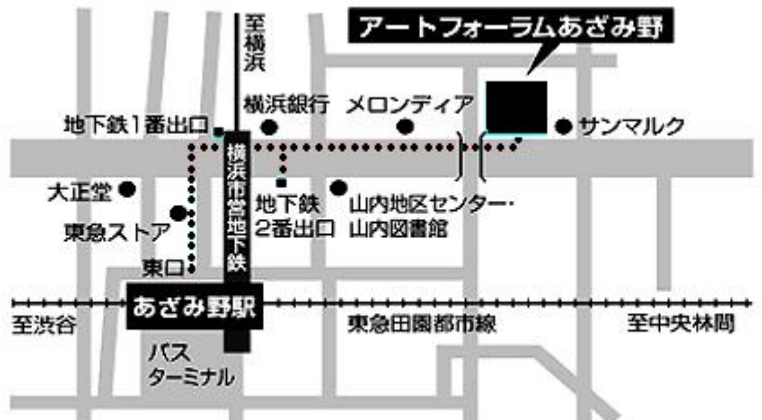 至横浜
アートフォーラムあざみ野
横浜銀行
メロンディア
地下鉄1番出口
サンマルク
横浜市営地下鉄
大正堂
地下鉄
2番出口
山内地区センター・
山内図書館
東急ストア
東口
あざみ野駅
至渋谷
東急田園都市線
至中央林間
バス
ターミナル